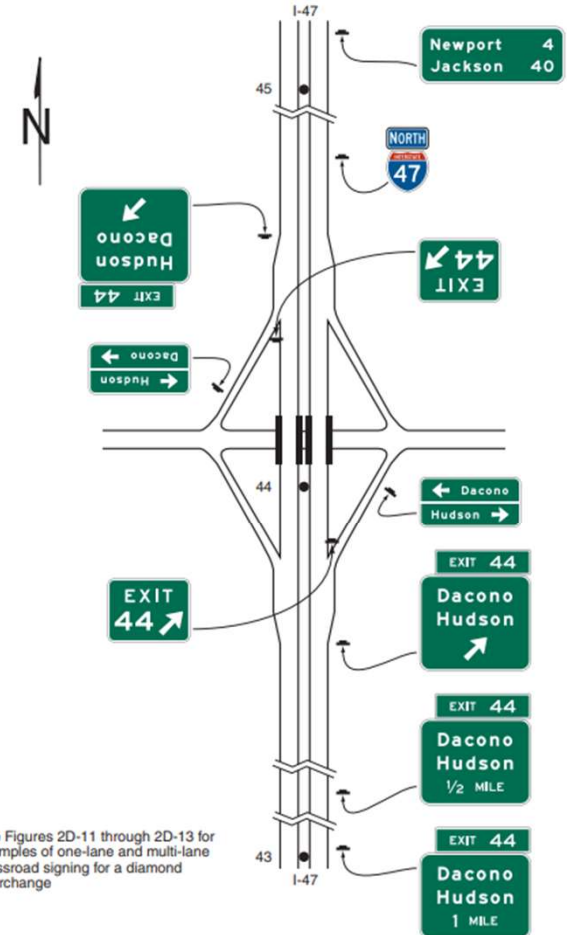 I-47
Newport 4
Jackson 40
45
N
NORTH
INTERSTATE
47
EXIT 44
Hudson
Dacono
EXIT
44
← Hudson
Dacono →
44
← Dacono
Hudson →
EXIT 44
Dacono
Hudson
EXIT
44
EXIT 44
Dacono
Hudson
1/2 MILE
e Figures 2D-11 through 2D-13 for
mples of one-lane and multi-lane
ssroad signing for a diamond
rchange
43
I-47
EXIT 44
Dacono
Hudson
1 MILE